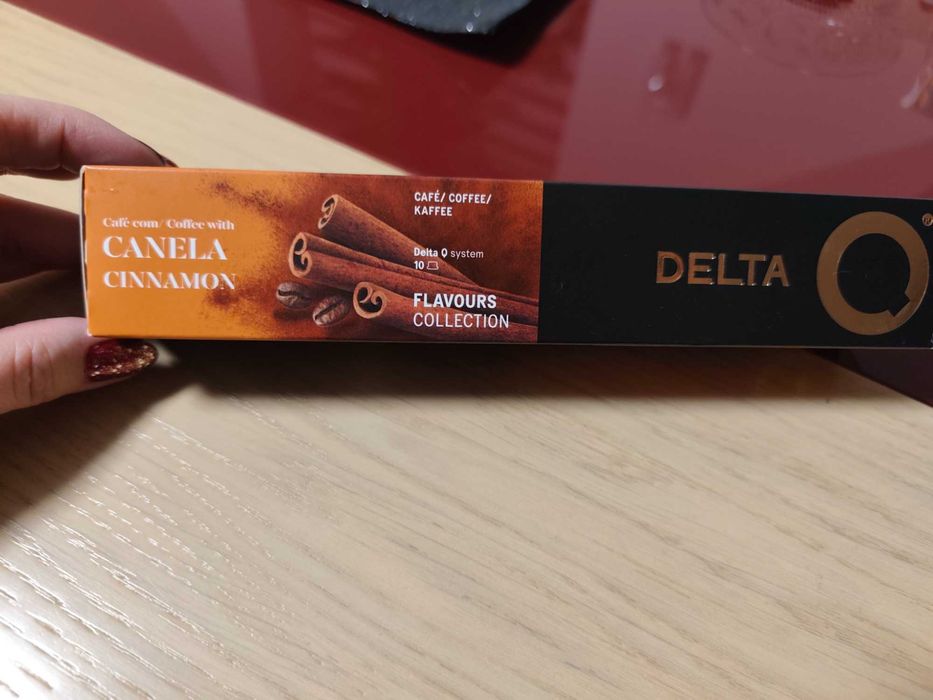 Café com/Coffee with
CANELA
CINNAMON
CAFÉ/ COFFEE/
KAFFEE
Delta Q system
10
FLAVOURS
COLLECTION
DELTA Q®